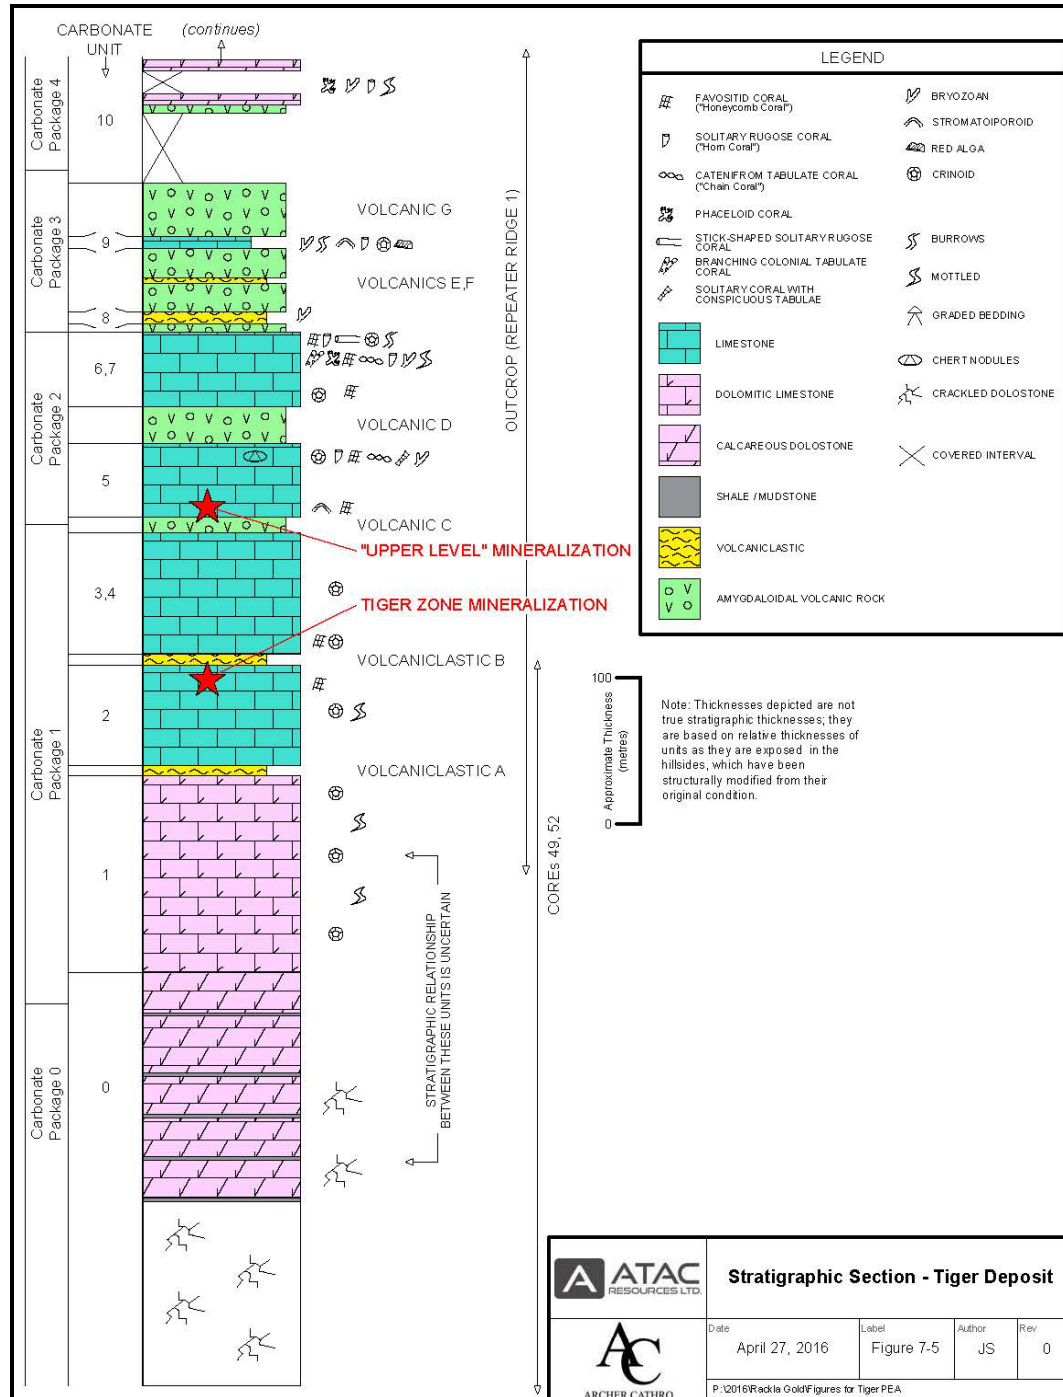 CARBONATE UNIT
(continues)
Carbonate Package 4
10
Carbonate Package 3
VOLCANIC G
9
VOLCANICS E,F
8
Carbonate Package 2
6,7
VOLCANIC D
5
VOLCANIC C
"UPPER LEVEL" MINERALIZATION
Carbonate Package 1
3,4
TIGER ZONE MINERALIZATION
VOLCANICLASTIC B
2
VOLCANICLASTIC A
1
Carbonate Package 0
0
STRATIGRAPHIC RELATIONSHIP
BETWEEN THESE UNITS IS UNCERTAIN
OUTCROP (REPEATER RIDGE 1)
COREs 49, 52
LEGEND
FAVOSITID CORAL
("Honeycomb Coral")
SOLITARY RUGOSE CORAL
("Horn Coral")
CATENIFROM TABULATE CORAL
("Chain Coral")
PHACELOID CORAL
STICK-SHAPED SOLITARY RUGOSE
CORAL
BRANCHING COLONIAL TABULATE
CORAL
SOLITARY CORAL WITH
CONSPICUOUS TABULAE
LIMESTONE
DOLOMITIC LIMESTONE
CALCAREOUS DOLOSTONE
SHALE / MUDSTONE
VOLCANICLASTIC
AMYGDALOIDAL VOLCANIC ROCK
BRYOZOAN
STROMATOIPOROID
RED ALGA
CRINOID
BURROWS
MOTTLED
GRADED BEDDING
CHERT NODULES
CRACKLED DOLOSTONE
COVERED INTERVAL
100
Approximate Thickness
(metres)
0
Note: Thicknesses depicted are not
true stratigraphic thicknesses; they
are based on relative thicknesses of
units as they are exposed in the
hillsides, which have been
structurally modified from their
original condition.
ATAC
RESOURCES LTD.
Stratigraphic Section - Tiger Deposit
AC
ARCHER CATHRO
Date
April 27, 2016
Label
Figure 7-5
Author
JS
Rev
0
P:\2016\Rackla Gold\Figures for Tiger PEA